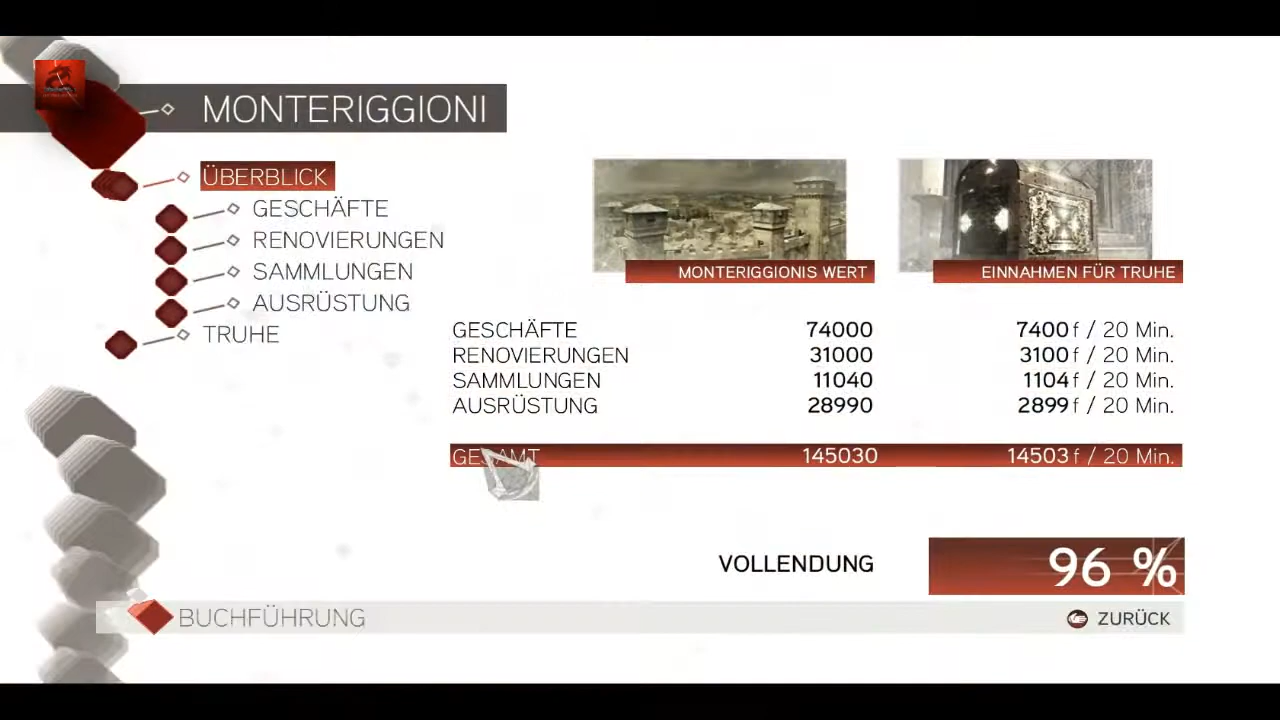 MONTERIGGIONI
ÜBERBLICK
GESCHÄFTE
RENOVIERUNGEN
SAMMLUNGEN
AUSRÜSTUNG
TRUHE
MONTERIGGIONIS WERT
EINNAHMEN FÜR TRUHE
GESCHÄFTE 74000 7400 f / 20 Min.
RENOVIERUNGEN 31000 3100 f / 20 Min.
SAMMLUNGEN 11040 1104 f / 20 Min.
AUSRÜSTUNG 28990 2899 f / 20 Min.
GESAMT 145030 14503 f / 20 Min.
VOLLENDUNG 96 %
BUCHFÜHRUNG
ZURÜCK